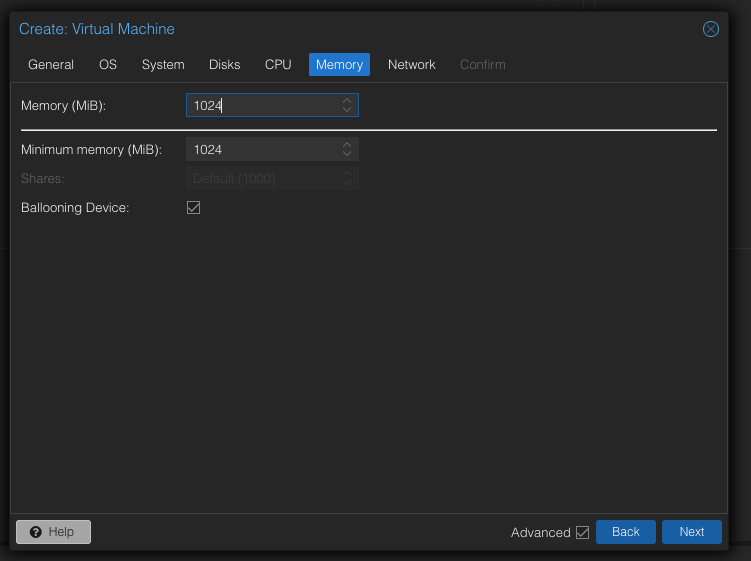 Create: Virtual Machine
General OS System Disks CPU Memory Network Confirm
Memory (MiB): 1024
Minimum memory (MiB): 1024
Shares: Default (1000)
Ballooning Device:
Help Advanced Back Next